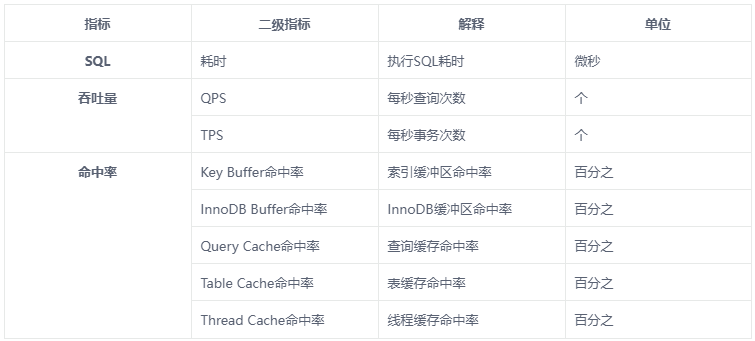 指标 二级指标 解释 单位
SQL 耗时 执行SQL耗时 微秒
吞吐量 QPS 每秒查询次数 个
TPS 每秒事务次数 个
命中率 Key Buffer命中率 索引缓冲区命中率 百分之
InnoDB Buffer命中率 InnoDB缓冲区命中率 百分之
Query Cache命中率 查询缓存命中率 百分之
Table Cache命中率 表缓存命中率 百分之
Thread Cache命中率 线程缓存命中率 百分之